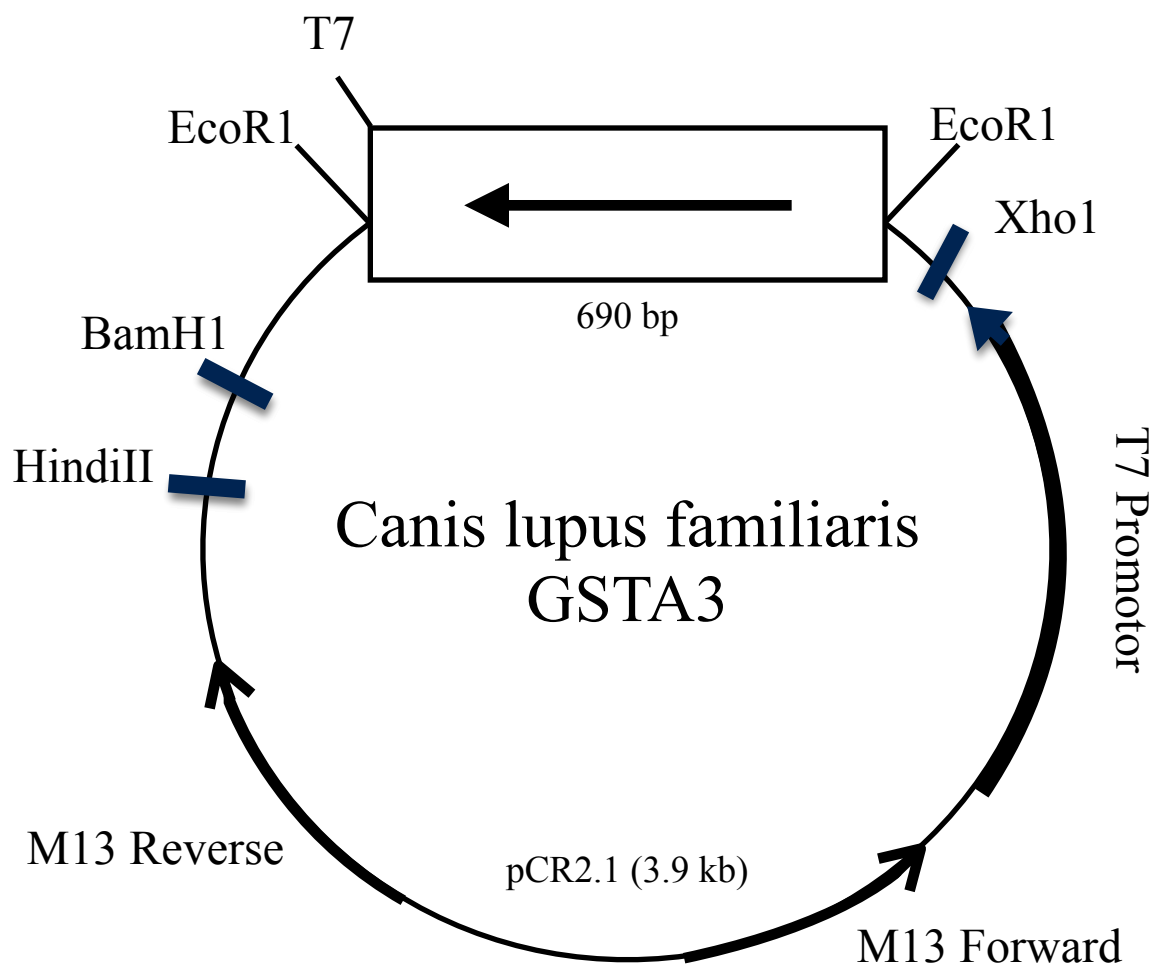 T7
EcoR1
EcoR1
Xho1
690 bp
BamH1
HindiII
T7 Promotor
Canis lupus familiaris
GSTA3
M13 Reverse
pCR2.1 (3.9 kb)
M13 Forward